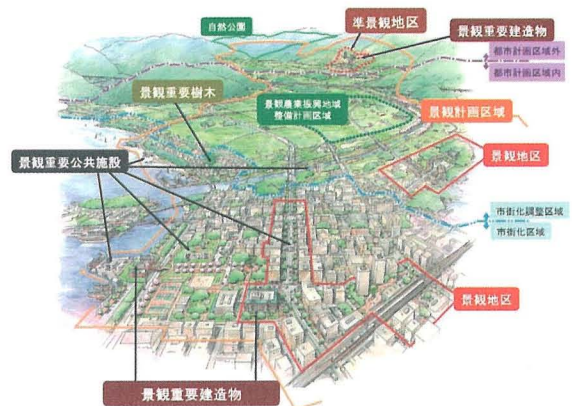 自然公園
準景観地区
景観重要建造物
都市計画区域外
都市計画区域内
景観重要樹木
景観農業振興地域
整備計画区域
景観計画区域
景観重要公共施設
景観地区
市街化調整区域
市街化区域
景観地区
景観重要建造物